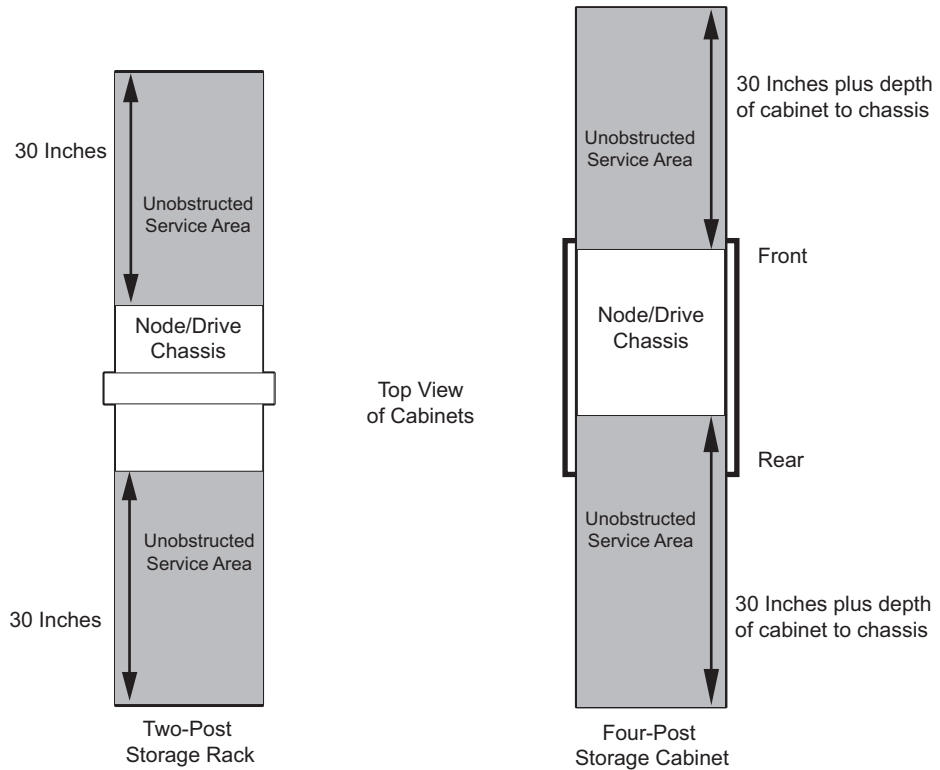 30 Inches
Unobstructed
Service Area
Node/Drive
Chassis
Unobstructed
Service Area
30 Inches
Two-Post
Storage Rack
Top View
of Cabinets
30 Inches plus depth
of cabinet to chassis
Unobstructed
Service Area
Front
Node/Drive
Chassis
Rear
Unobstructed
Service Area
30 Inches plus depth
of cabinet to chassis
Four-Post
Storage Cabinet